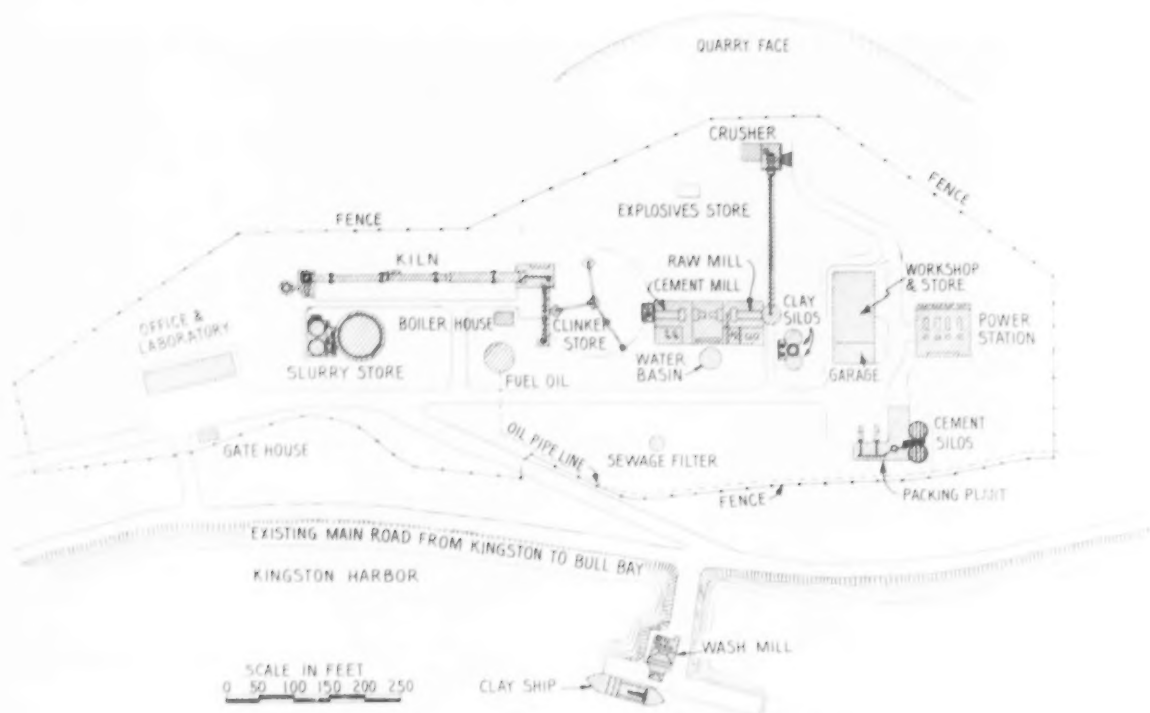 QUARRY FACE
CRUSHER
FENCE
EXPLOSIVES STORE
FENCE
KILN
RAW MILL
CEMENT MILL
WORKSHOP
& STORE
OFFICE &
LABORATORY
BOILER HOUSE
CLINKER
STORE
CLAY
SILOS
POWER
STATION
SLURRY STORE
FUEL OIL
WATER
BASIN
GARAGE
GATE HOUSE
OIL PIPE LINE
SEWAGE FILTER
CEMENT
SILOS
FENCE
PACKING PLANT
EXISTING MAIN ROAD FROM KINGSTON TO BULL BAY
KINGSTON HARBOR
WASH MILL
SCALE IN FEET
0 50 100 150 200 250
CLAY SHIP